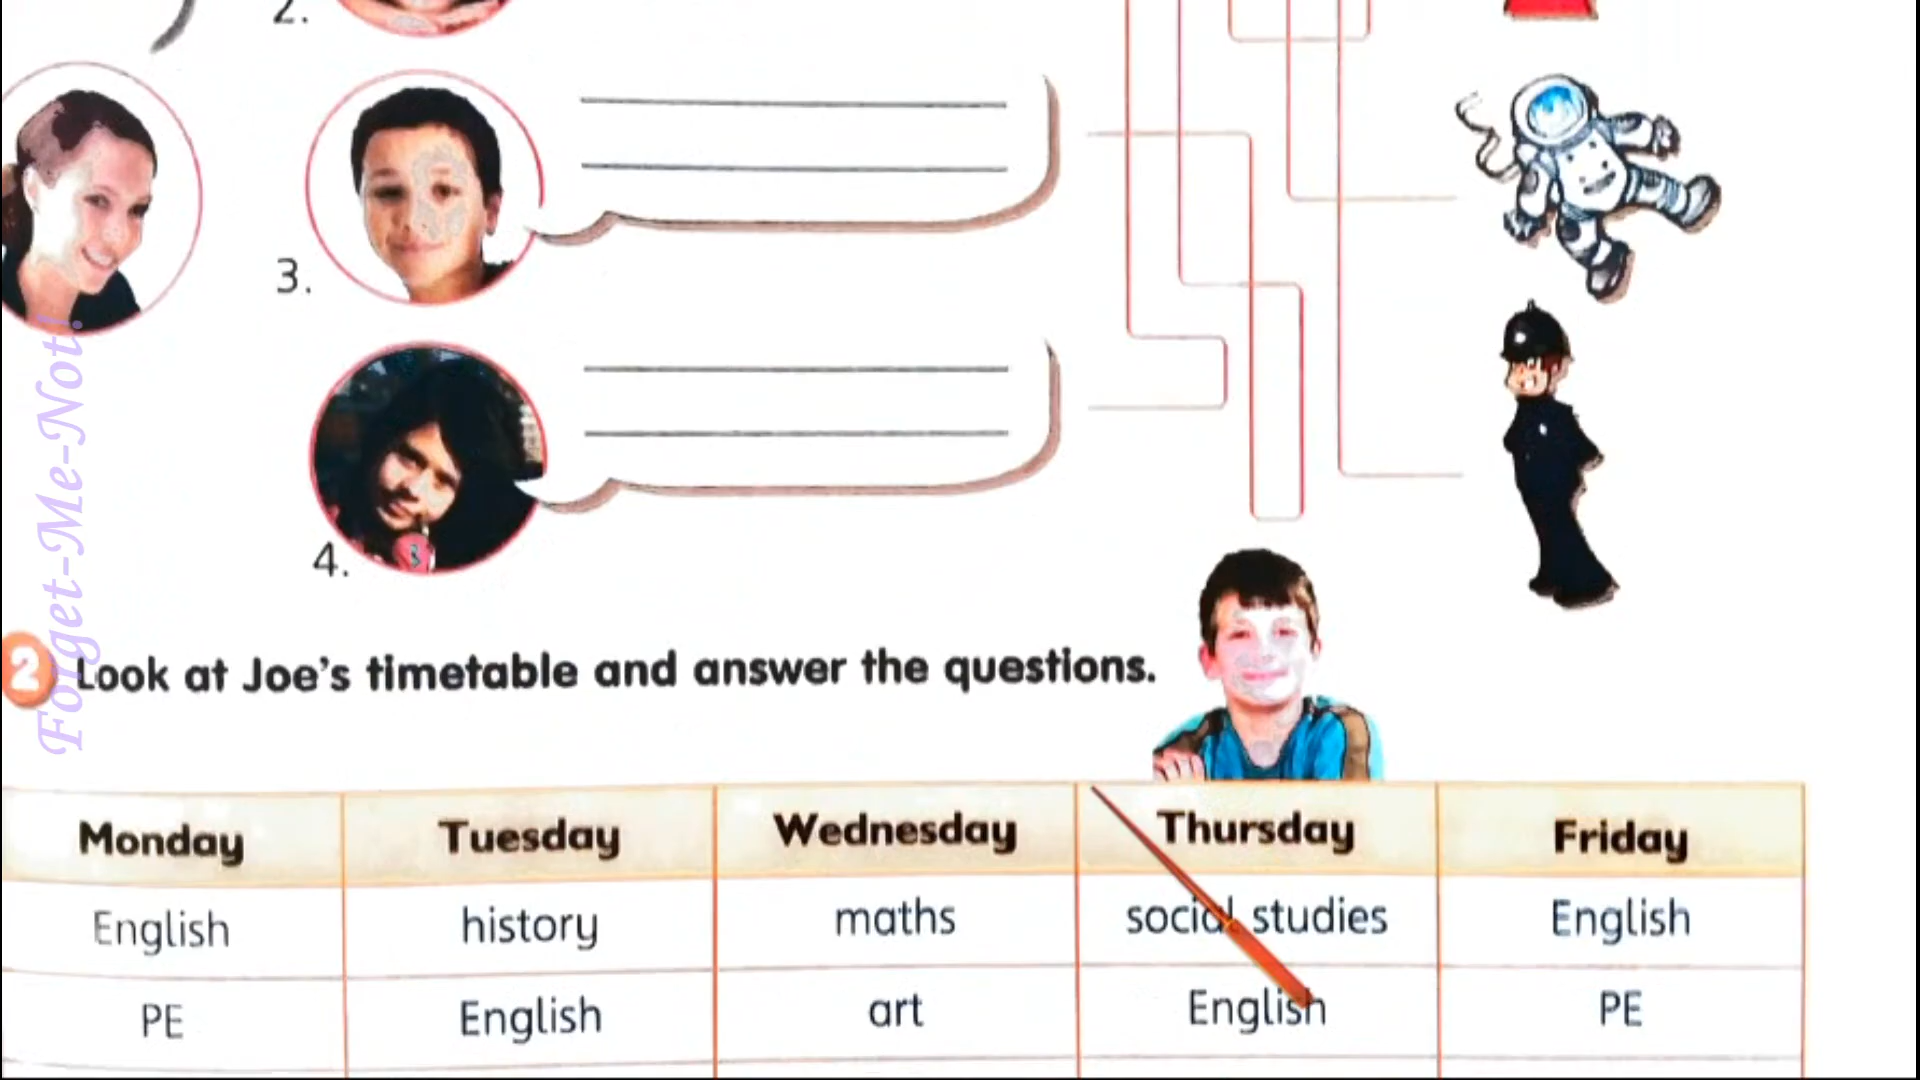 2.
3.
4.
Forget-Me-Not!
2 Look at Joe's timetable and answer the questions.
Monday Tuesday Wednesday Thursday Friday
English history maths social studies English
PE English art English PE